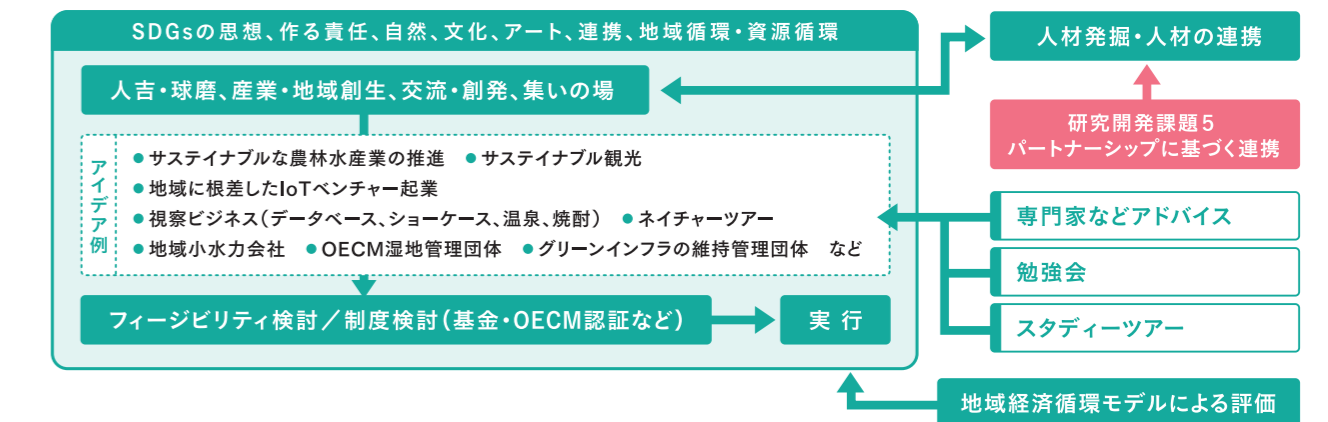 SDGsの思想、作る責任、自然、文化、アート、連携、地域循環・資源循環
人吉・球磨、産業・地域創生、交流・創発、集いの場
アイデア例
●サステイナブルな農林水産業の推進 ●サステイナブル観光
●地域に根差したIoTベンチャー起業
●視察ビジネス（データベース、ショーケース、温泉、焼酎） ●ネイチャーツアー
●地域小水力会社 ●OECM湿地管理団体 ●グリーンインフラの維持管理団体 など
フィージビリティ検討／制度検討（基金・OECM認証など）
実行
人材発掘・人材の連携
研究開発課題5
パートナーシップに基づく連携
専門家などアドバイス
勉強会
スタディーツアー
地域経済循環モデルによる評価